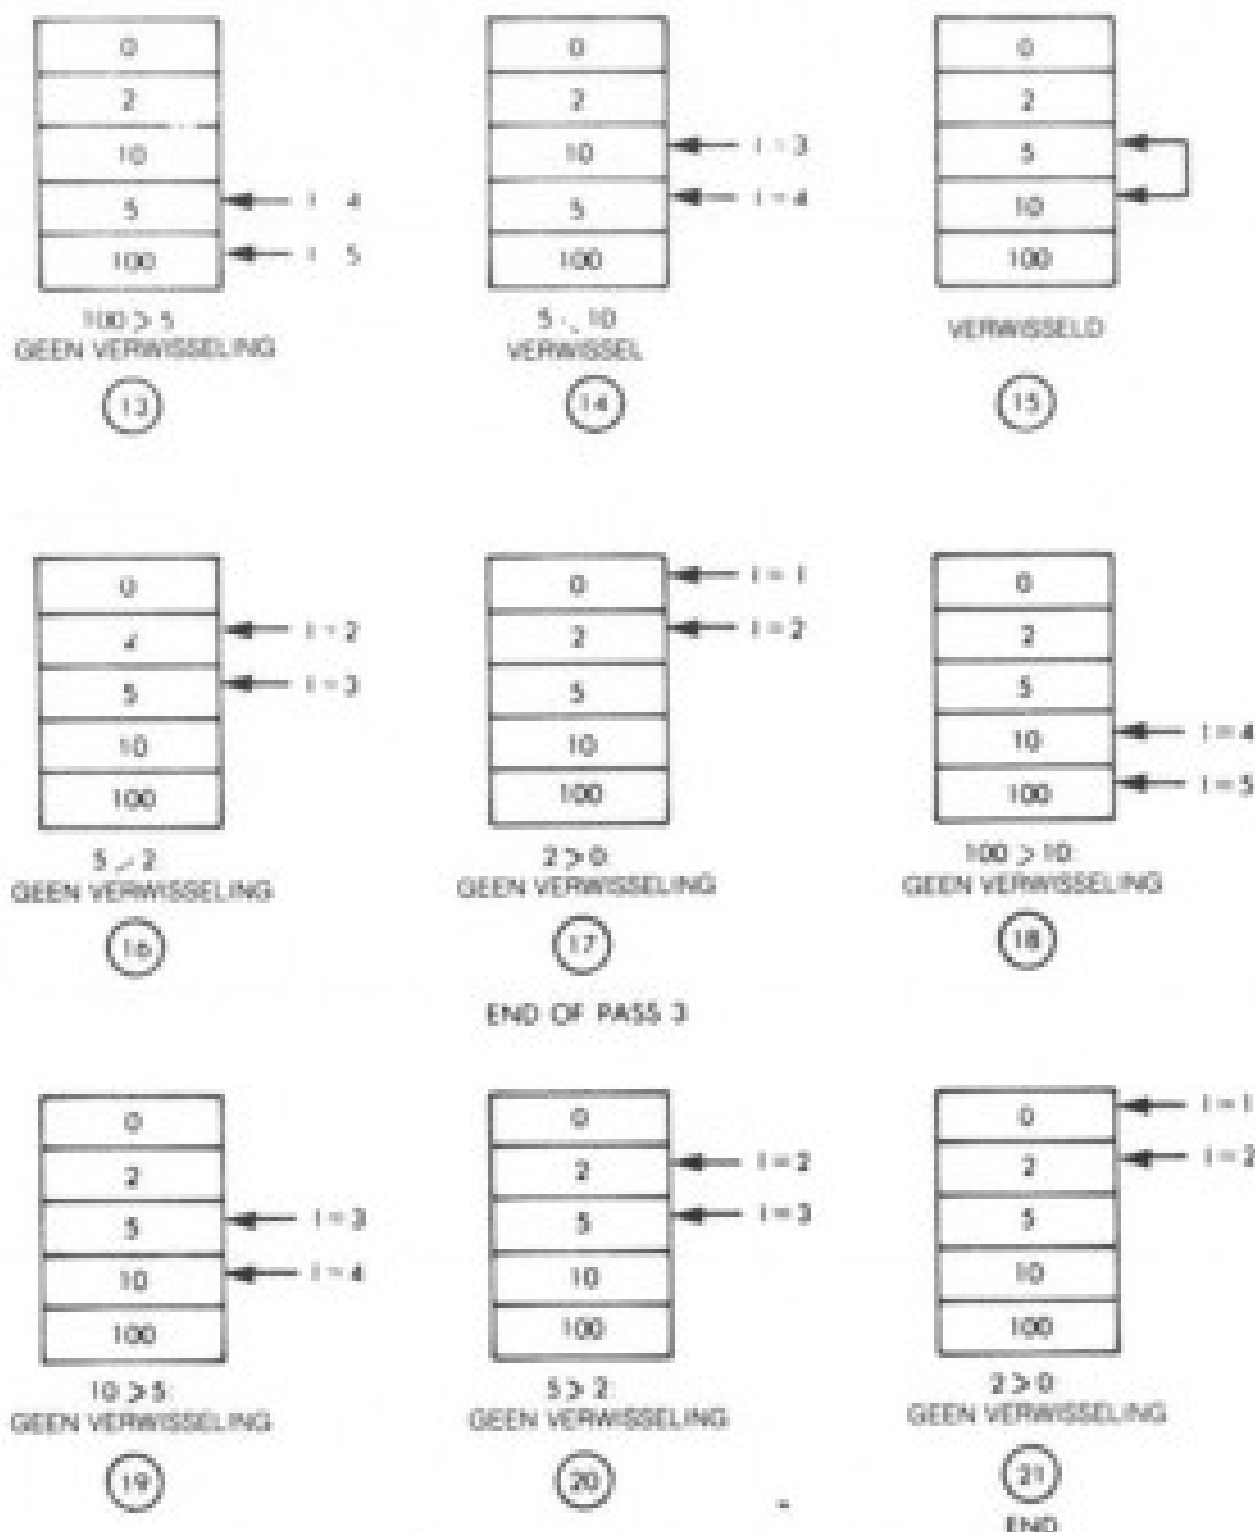 0
2
10
5
100
I 4
I 5
100 > 5
GEEN VERWISSELING
13
0
2
10
5
100
I = 3
I = 4
5 < 10
VERWISSEL
14
0
2
5
10
100
VERWISSELD
15
0
2
5
10
100
I = 2
I = 3
5 > 2
GEEN VERWISSELING
16
0
2
5
10
100
I = 1
I = 2
2 > 0
GEEN VERWISSELING
17
END OF PASS 3
0
2
5
10
100
I = 4
I = 5
100 > 10
GEEN VERWISSELING
18
0
2
5
10
100
I = 3
I = 4
10 > 5
GEEN VERWISSELING
19
0
2
5
10
100
I = 2
I = 3
5 > 2
GEEN VERWISSELING
20
0
2
5
10
100
I = 1
I = 2
2 > 0
GEEN VERWISSELING
21
END